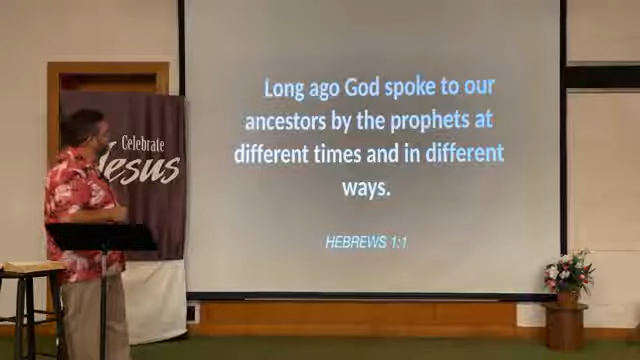 Long ago God spoke to our
ancestors by the prophets at
different times and in different
ways.
HEBREWS 1:1
Celebrate
Jesus